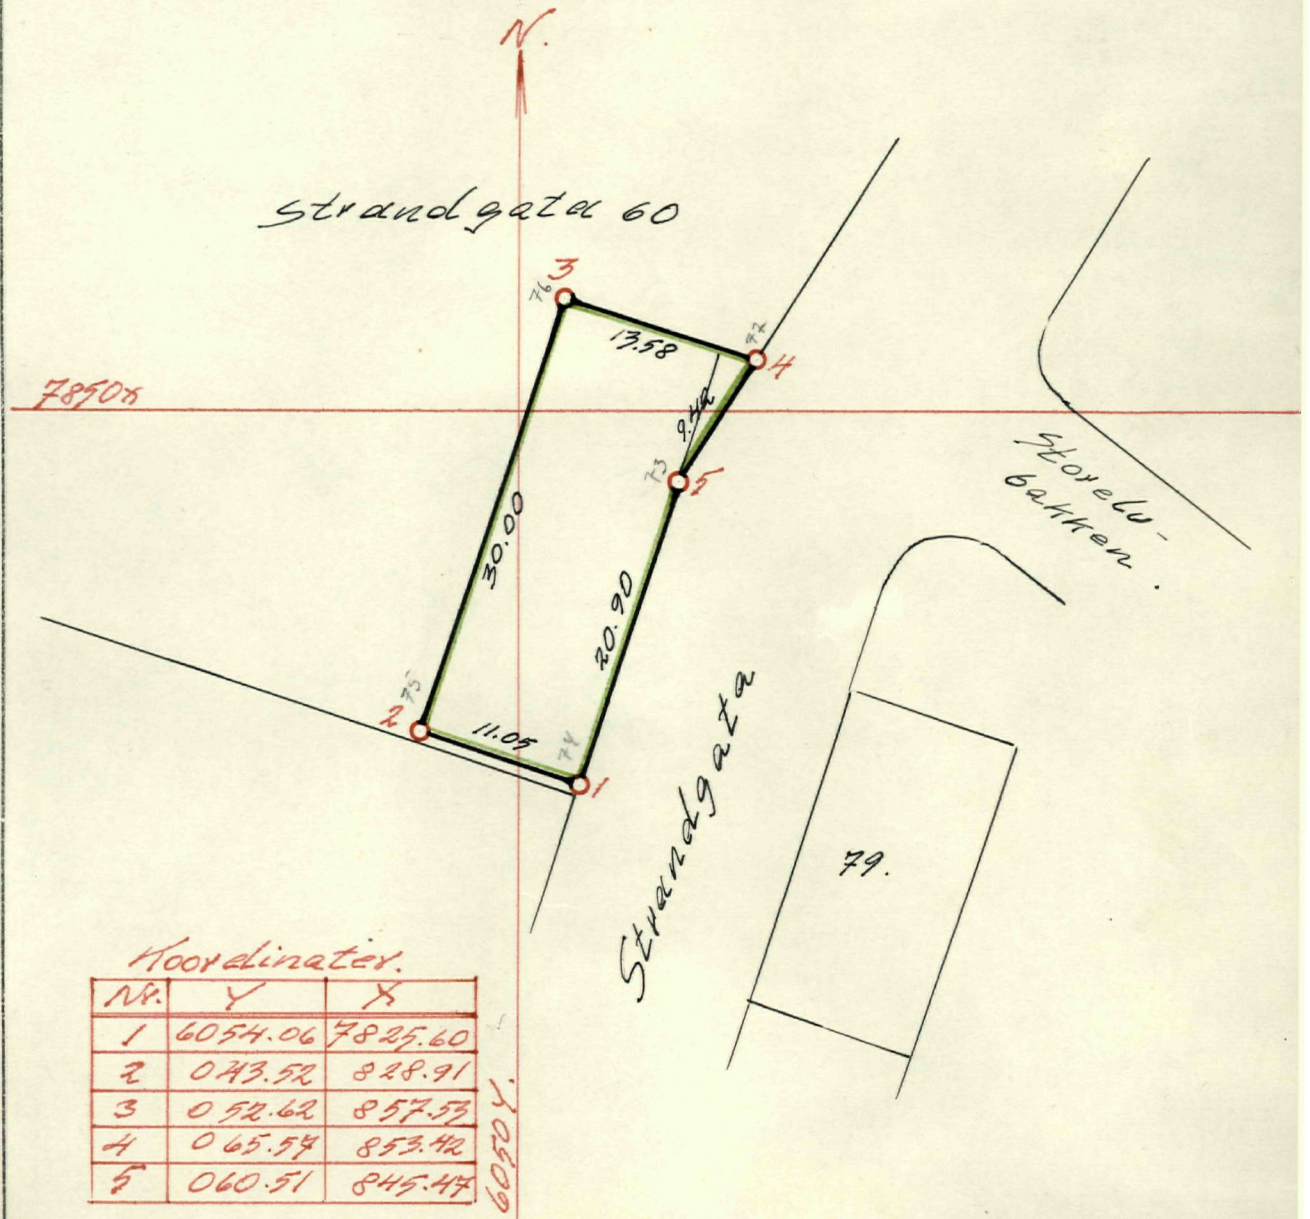 N.
Strandgata 60
3
76
77
13.58
4
7850x
9.42
73
5
30.00
Storelv-
bakken.
20.90
75
2
11.05
74
1
Strandgata
79.
Koordinater.
Nr. Y X
1 6054.06 7825.60
2 043.52 828.91
3 052.62 857.53
4 065.57 853.42
5 060.51 845.47
6050Y.